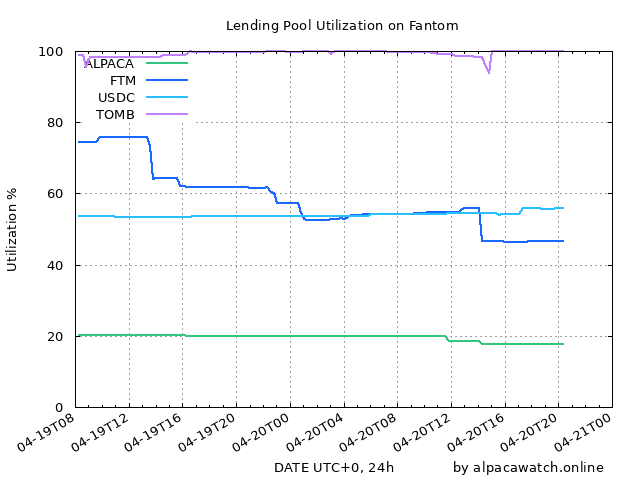 Lending Pool Utilization on Fantom
100
80
60
40
20
0
Utilization %
ALPACA
FTM
USDC
TOMB
04-19T08
04-19T12
04-19T16
04-19T20
04-20T00
04-20T04
04-20T08
04-20T12
04-20T16
04-20T20
04-21T00
DATE UTC+0, 24h
by alpacawatch.online